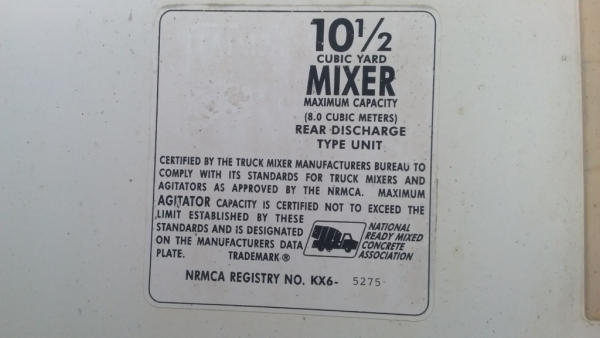 10½
CUBIC YARD
MIXER
MAXIMUM CAPACITY
(8.0 CUBIC METERS)
REAR DISCHARGE
TYPE UNIT
CERTIFIED BY THE TRUCK MIXER MANUFACTURERS BUREAU TO
COMPLY WITH ITS STANDARDS FOR TRUCK MIXERS AND
AGITATORS AS APPROVED BY THE NRMCA. MAXIMUM
AGITATOR CAPACITY IS CERTIFIED NOT TO EXCEED THE
LIMIT ESTABLISHED BY THESE
STANDARDS AND IS DESIGNATED
ON THE MANUFACTURERS DATA
PLATE. TRADEMARK ®
NATIONAL
READY MIXED
CONCRETE
ASSOCIATION
NRMCA REGISTRY NO. KX6- 5275